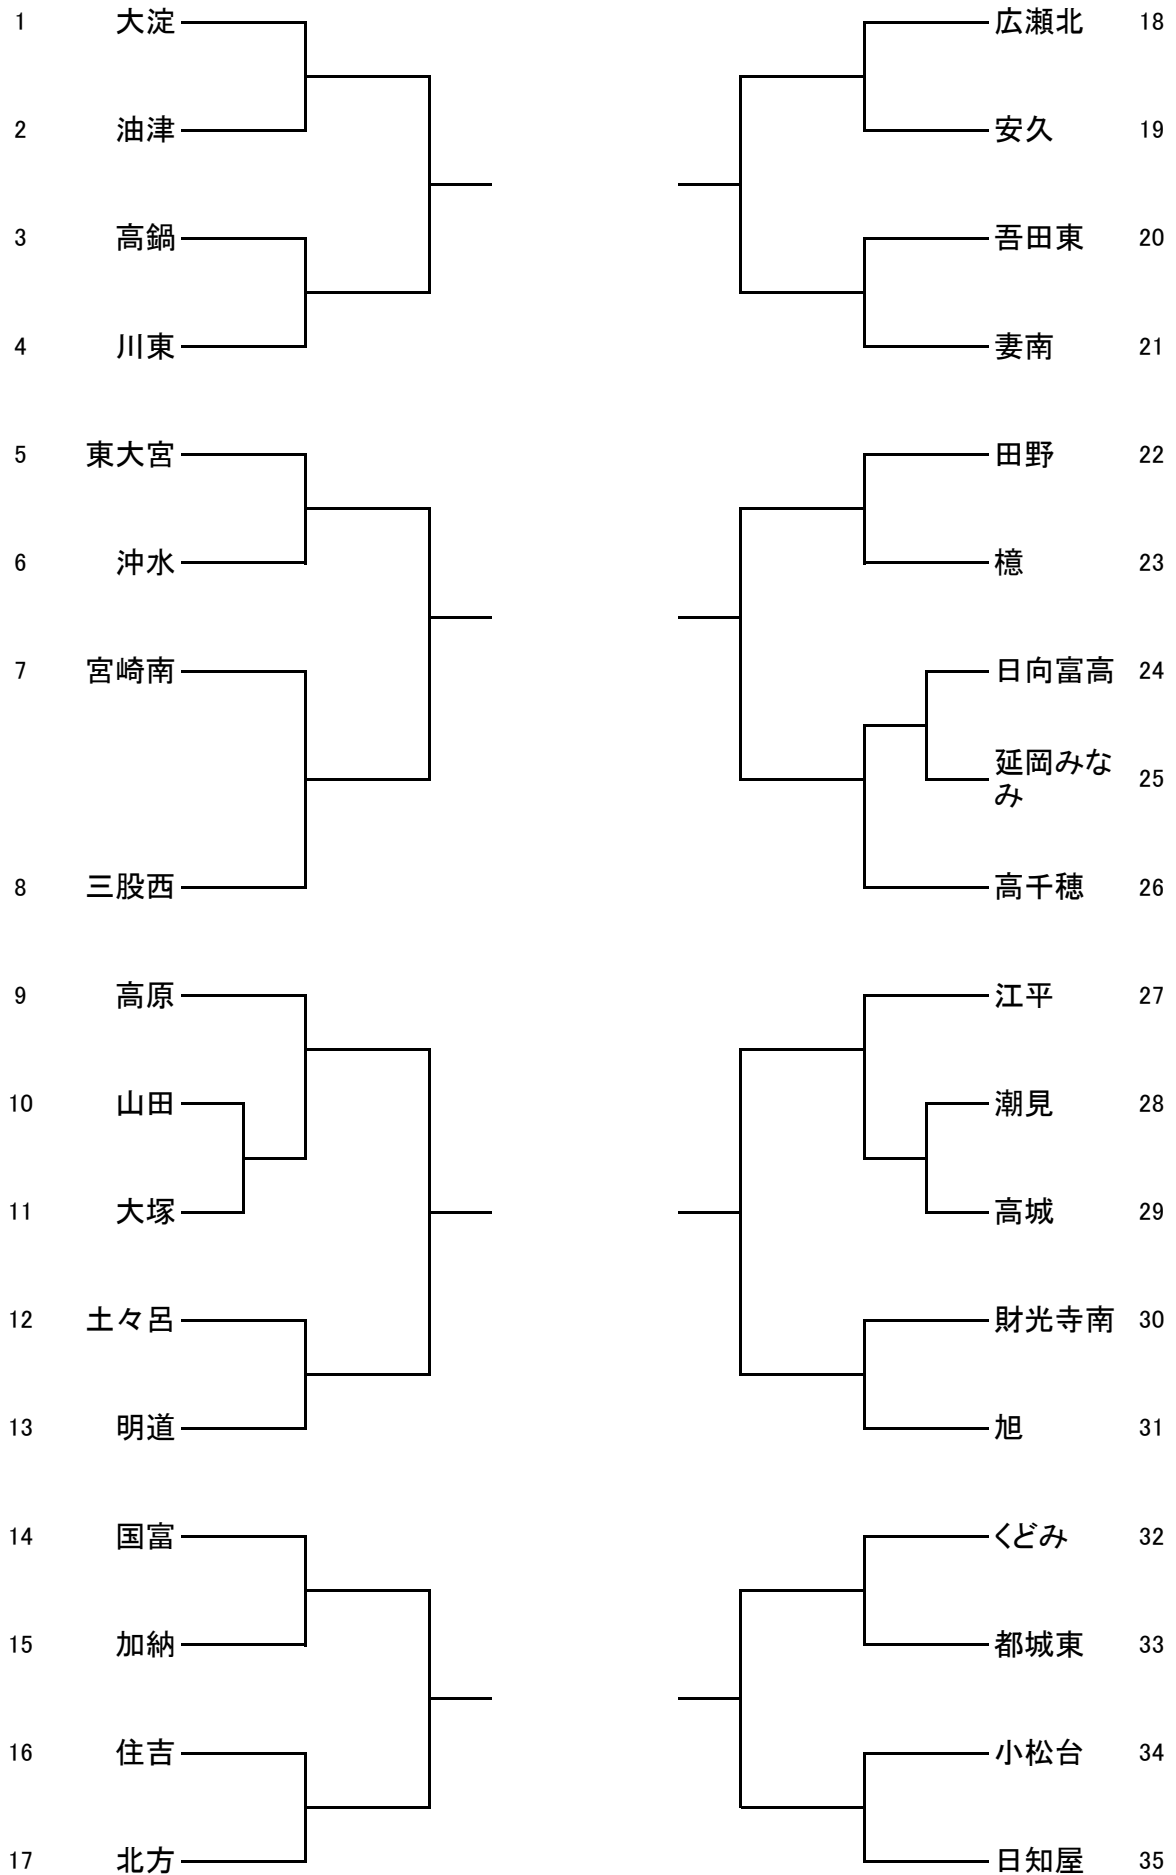 1 大淀
2 油津
3 高鍋
4 川東
5 東大宮
6 沖水
7 宮崎南
8 三股西
9 高原
10 山田
11 大塚
12 土々呂
13 明道
14 国富
15 加納
16 住吉
17 北方
広瀬北 18
安久 19
吾田東 20
妻南 21
田野 22
檍 23
日向富高 24
延岡みな
み 25
高千穂 26
江平 27
潮見 28
高城 29
財光寺南 30
旭 31
くどみ 32
都城東 33
小松台 34
日知屋 35